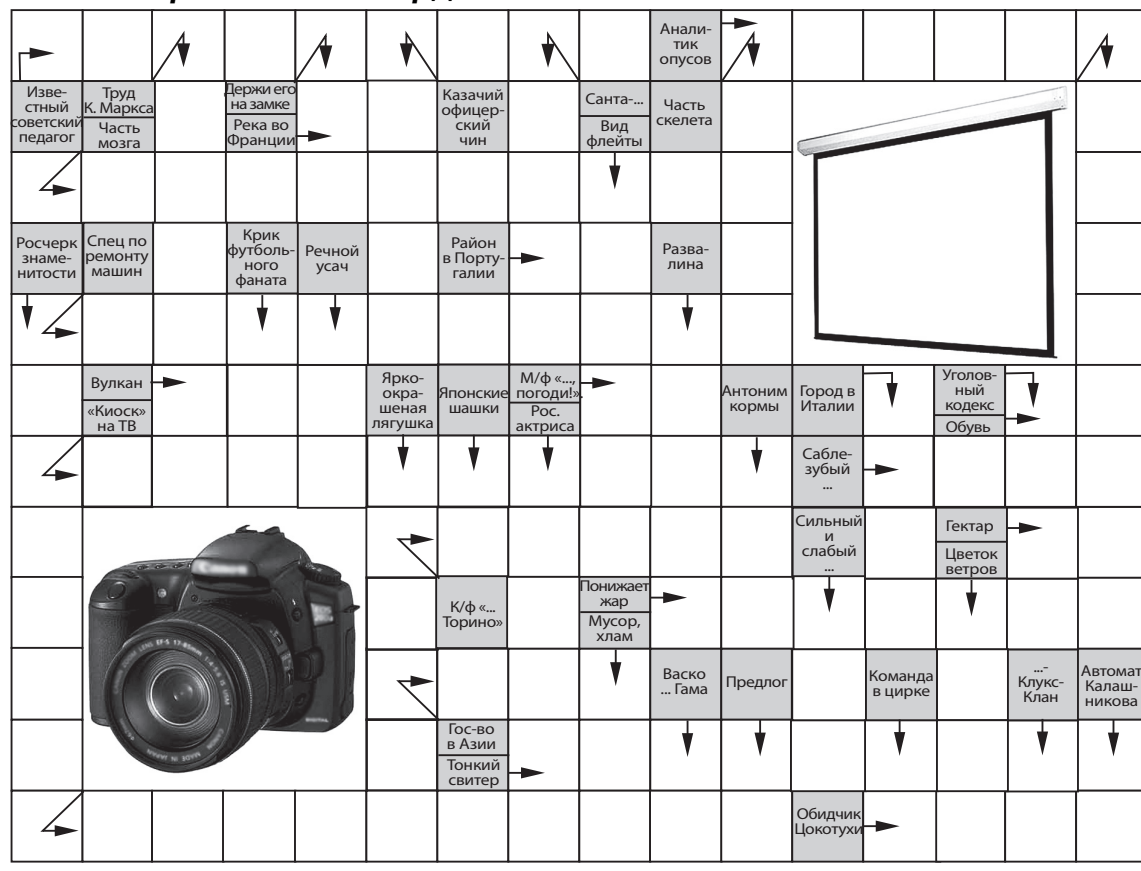 Анали-
тик
опусов
Изве-
стный
советский
педагог
Труд
К. Маркса
Часть
мозга
Держи его
на замке
Река во
Франции
Казачий
офицер-
ский
чин
Санта-...
Вид
флейты
Часть
скелета
Росчерк
знаме-
нитости
Спец по
ремонту
машин
Крик
футболь-
ного
фаната
Речной
усач
Район
в Порту-
галии
Разва-
лина
Вулкан
«Киоск»
на ТВ
Ярко-
окра-
шеная
лягушка
Японские
шашки
М/ф «...,
погоди!».
Рос.
актриса
Антоним
кормы
Город в
Италии
Уголов-
ный
кодекс
Обувь
Сабле-
зубый
...
Сильный
и
слабый
...
Гектар
Цветок
ветров
К/ф «...
Торино»
Понижает
жар
Мусор,
хлам
Васко
... Гама
Предлог
Команда
в цирке
...-
Клукс-
Клан
Автомат
Калаш-
никова
Гос-во
в Азии
Тонкий
свитер
Обидчик
Цокотухи
DIGITAL